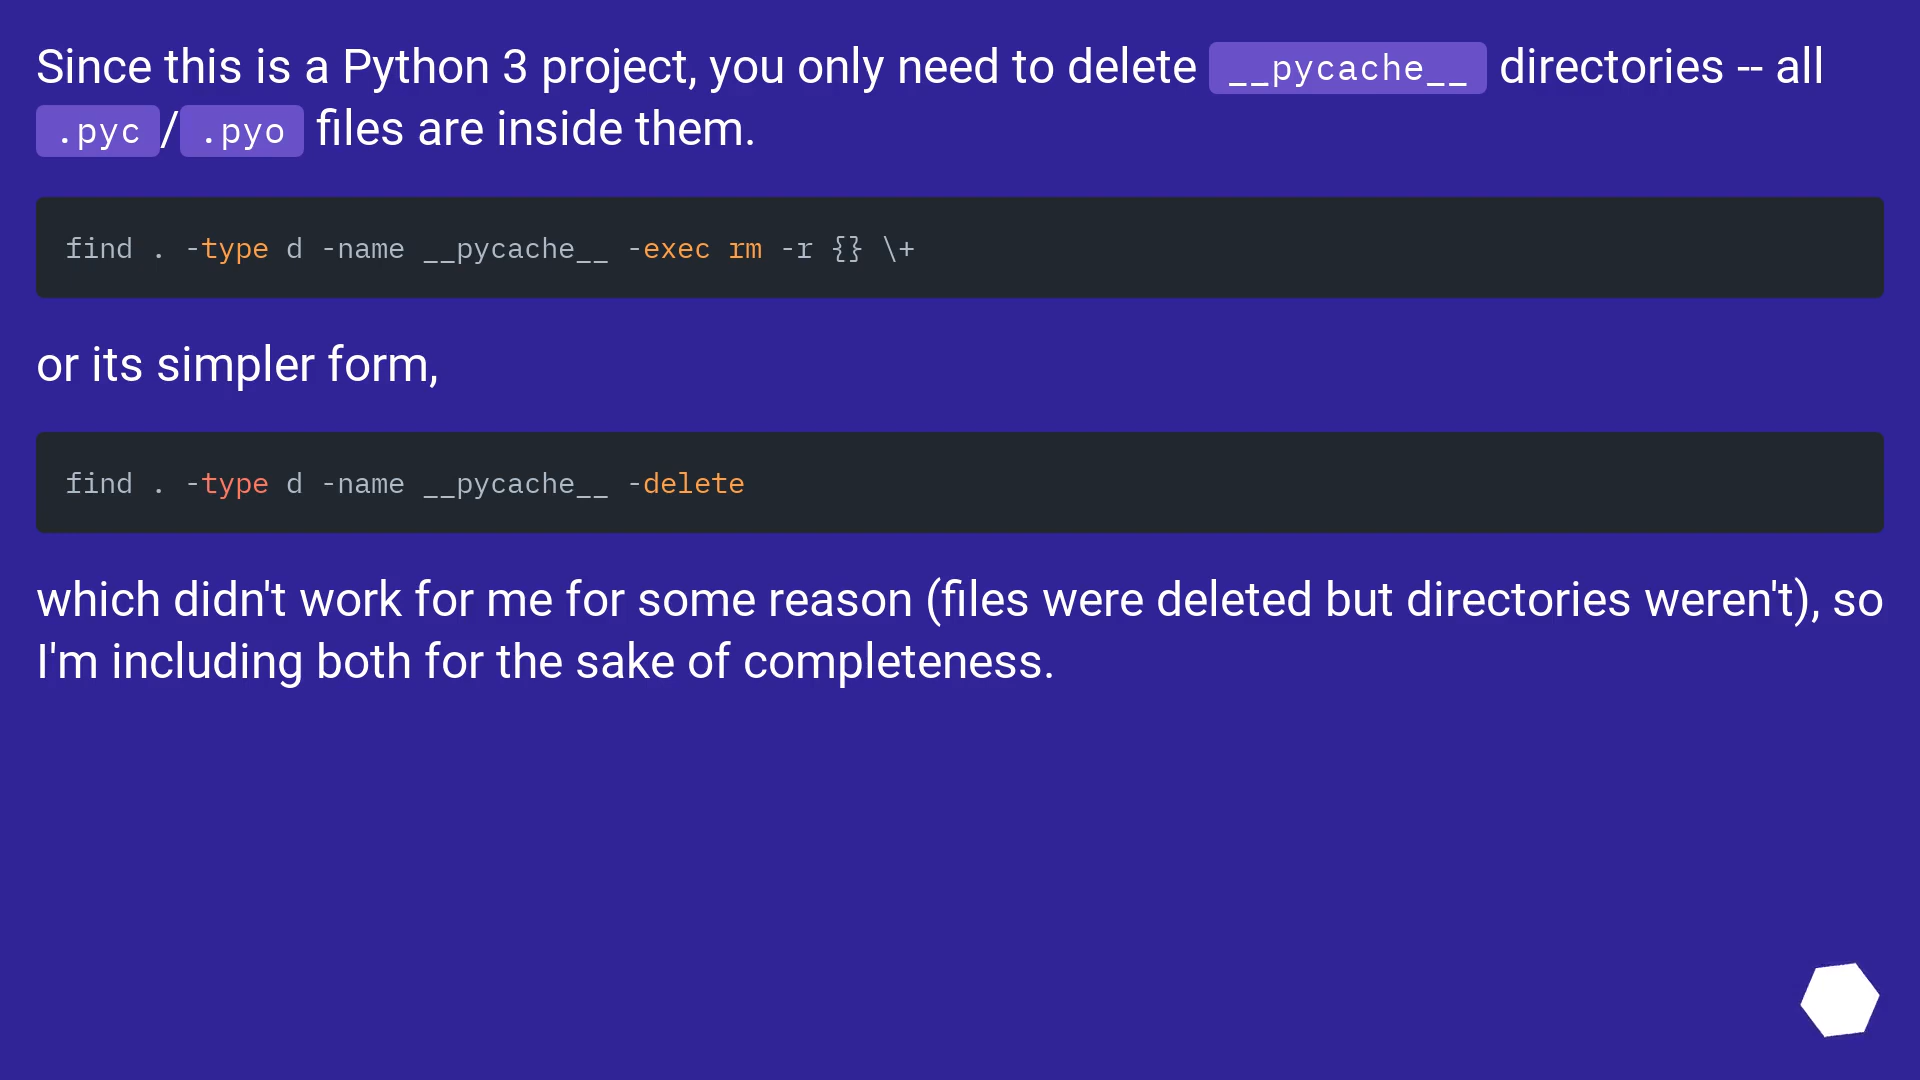 Since this is a Python 3 project, you only need to delete __pycache__ directories -- all
.pyc/.pyo files are inside them.
find . -type d -name __pycache__ -exec rm -r {} \+
or its simpler form,
find . -type d -name __pycache__ -delete
which didn't work for me for some reason (files were deleted but directories weren't), so
I'm including both for the sake of completeness.